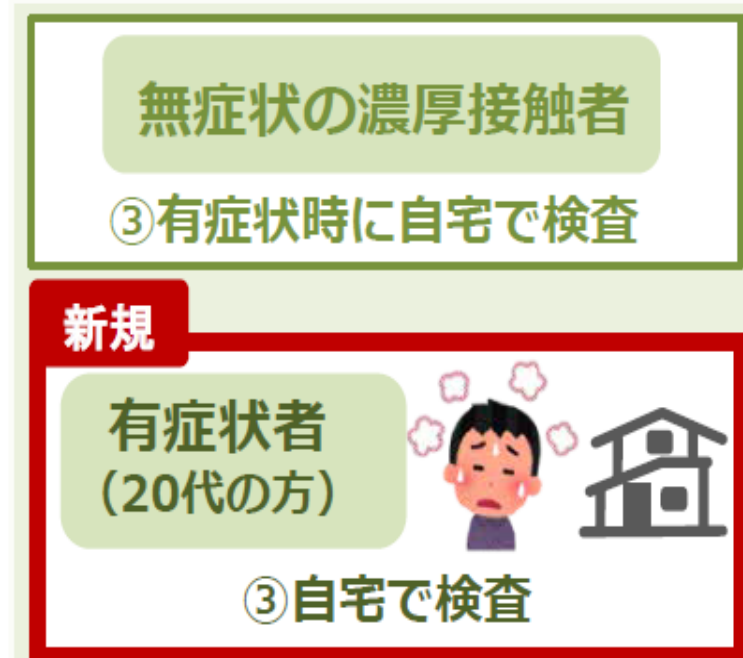 無症状の濃厚接触者
③有症状時に自宅で検査
新規
有症状者
（20代の方）
③自宅で検査